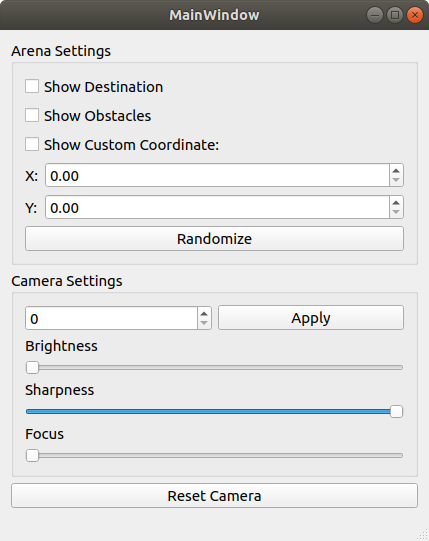 MainWindow
Arena Settings
Show Destination
Show Obstacles
Show Custom Coordinate:
X: 0.00
Y: 0.00
Randomize
Camera Settings
0 Apply
Brightness
Sharpness
Focus
Reset Camera